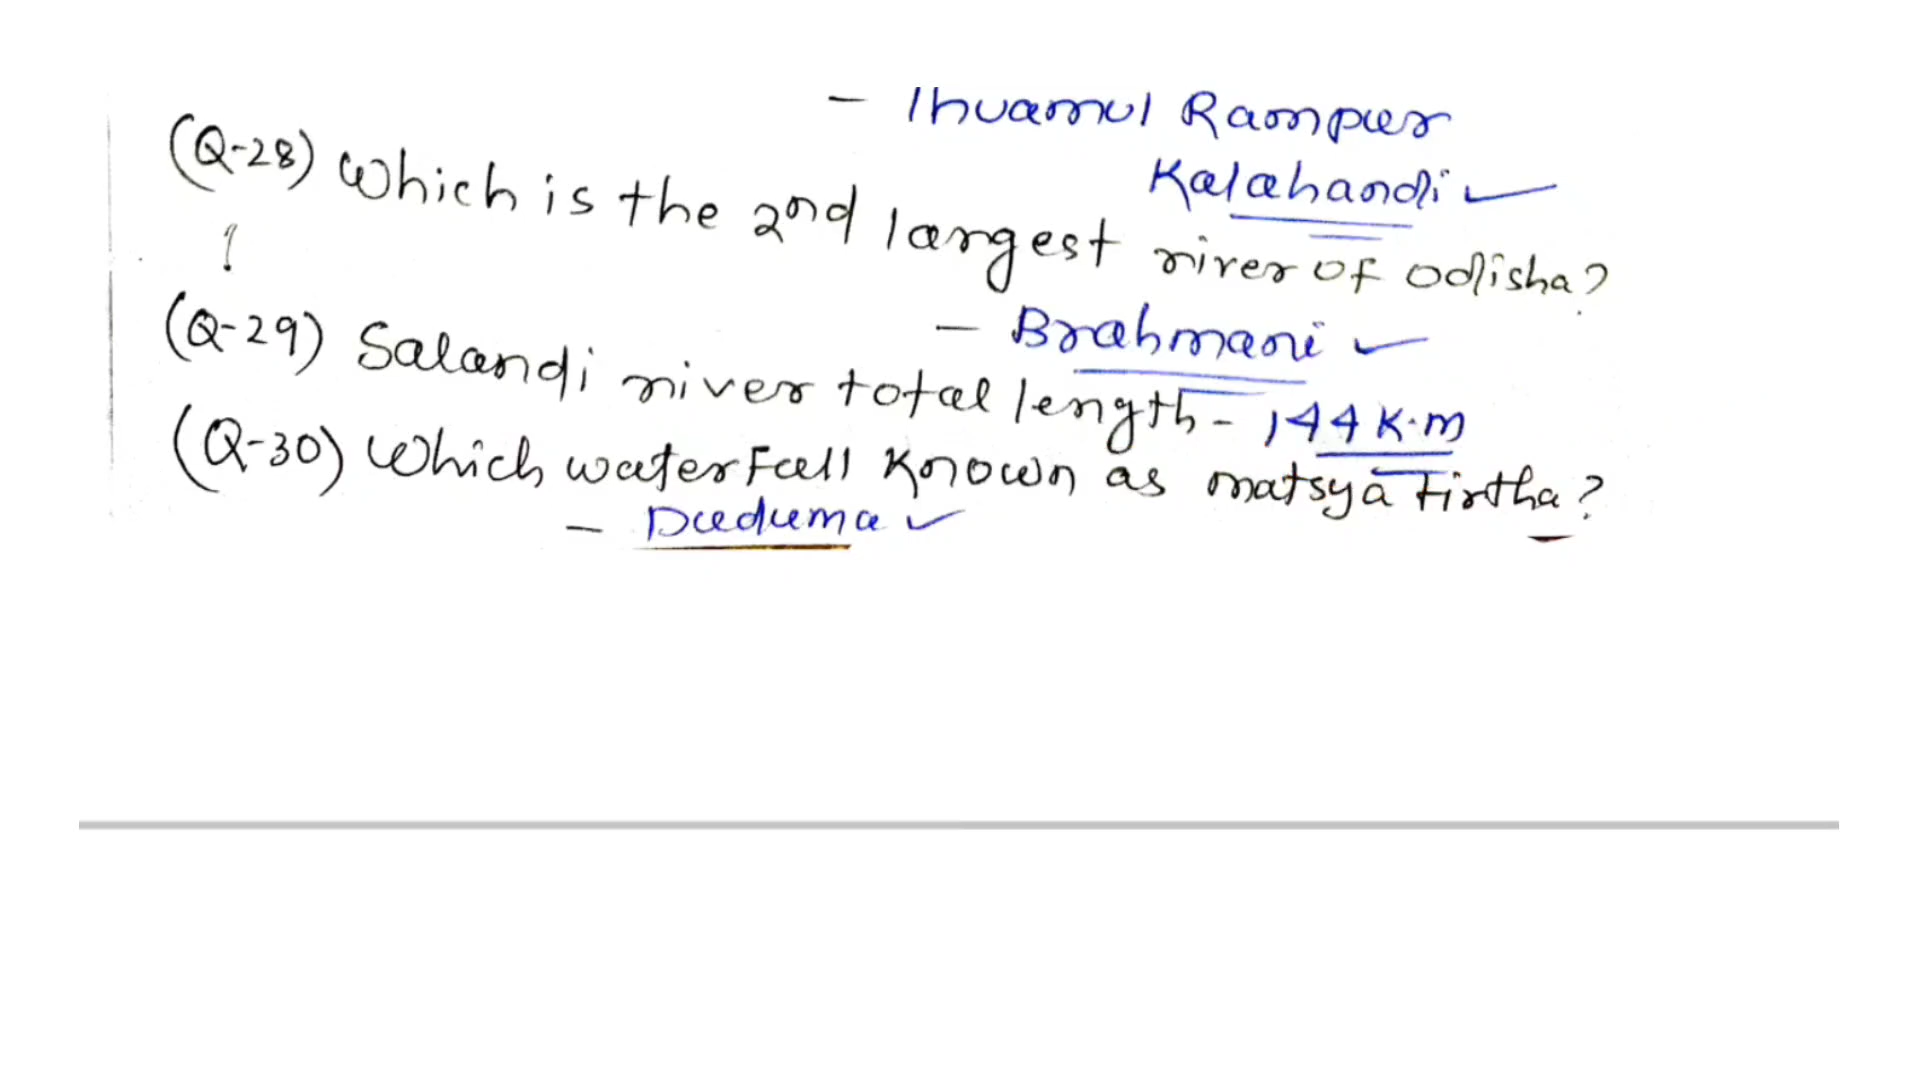 - Thuamul Rampur
Kalahandi
(Q-28) Which is the 2nd largest river of odisha?
- Brahmani
(Q-29) Salandi river total length - 144 K.m
(Q-30) Which waterfall Known as matsya Tirtha?
- Duduma